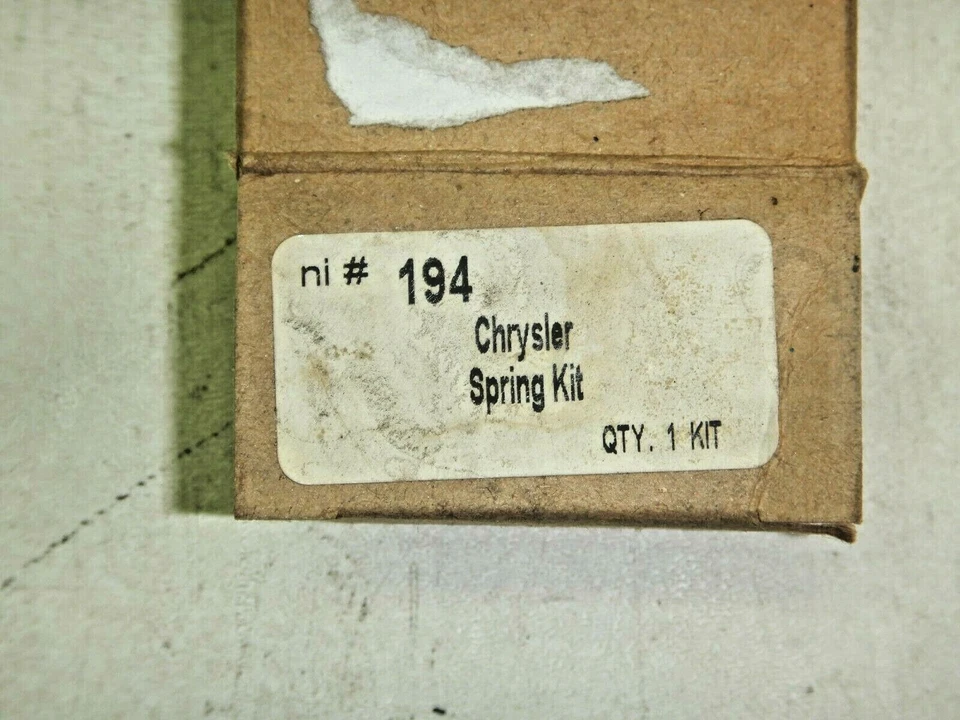 ni # 194
Chrysler
Spring Kit
QTY. 1 KIT